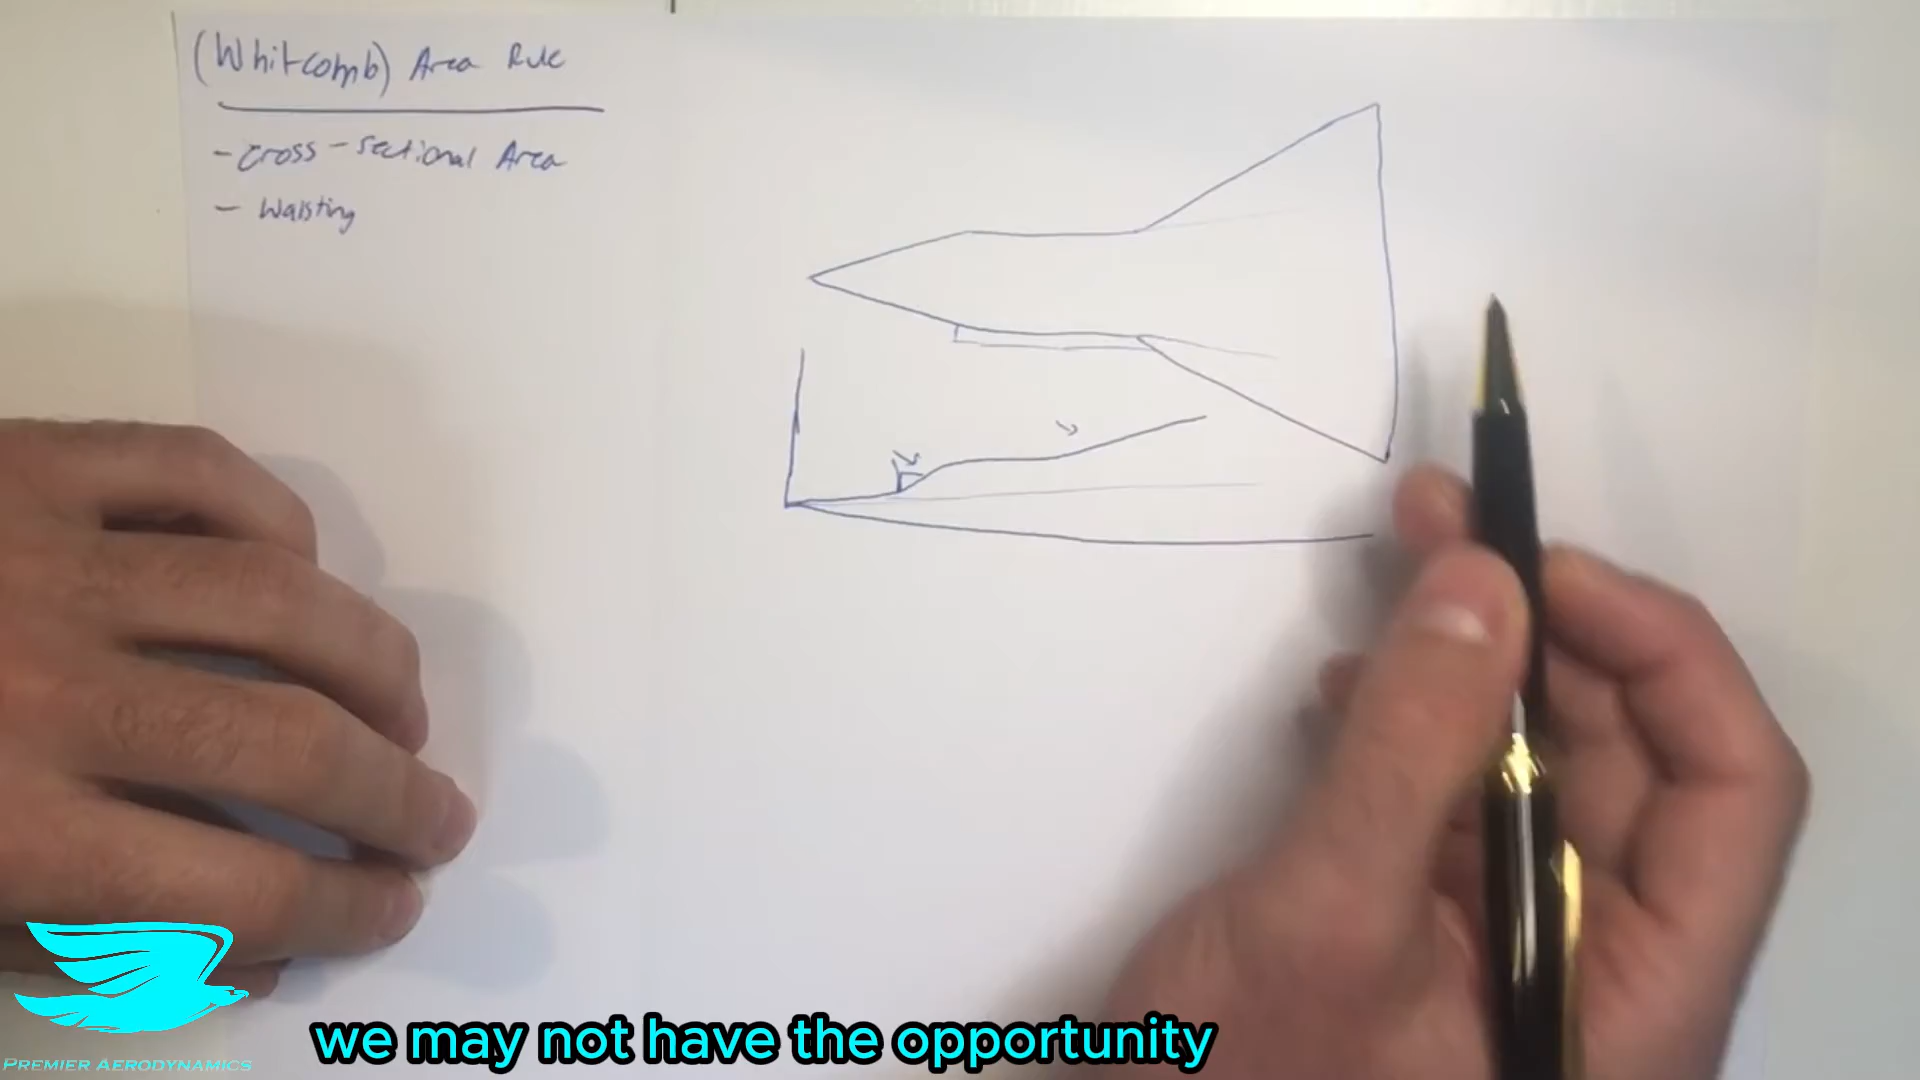 (Whitcomb) Area Rule
- Cross-sectional Area
- Waisting
we may not have the opportunity
PREMIER AERODYNAMICS